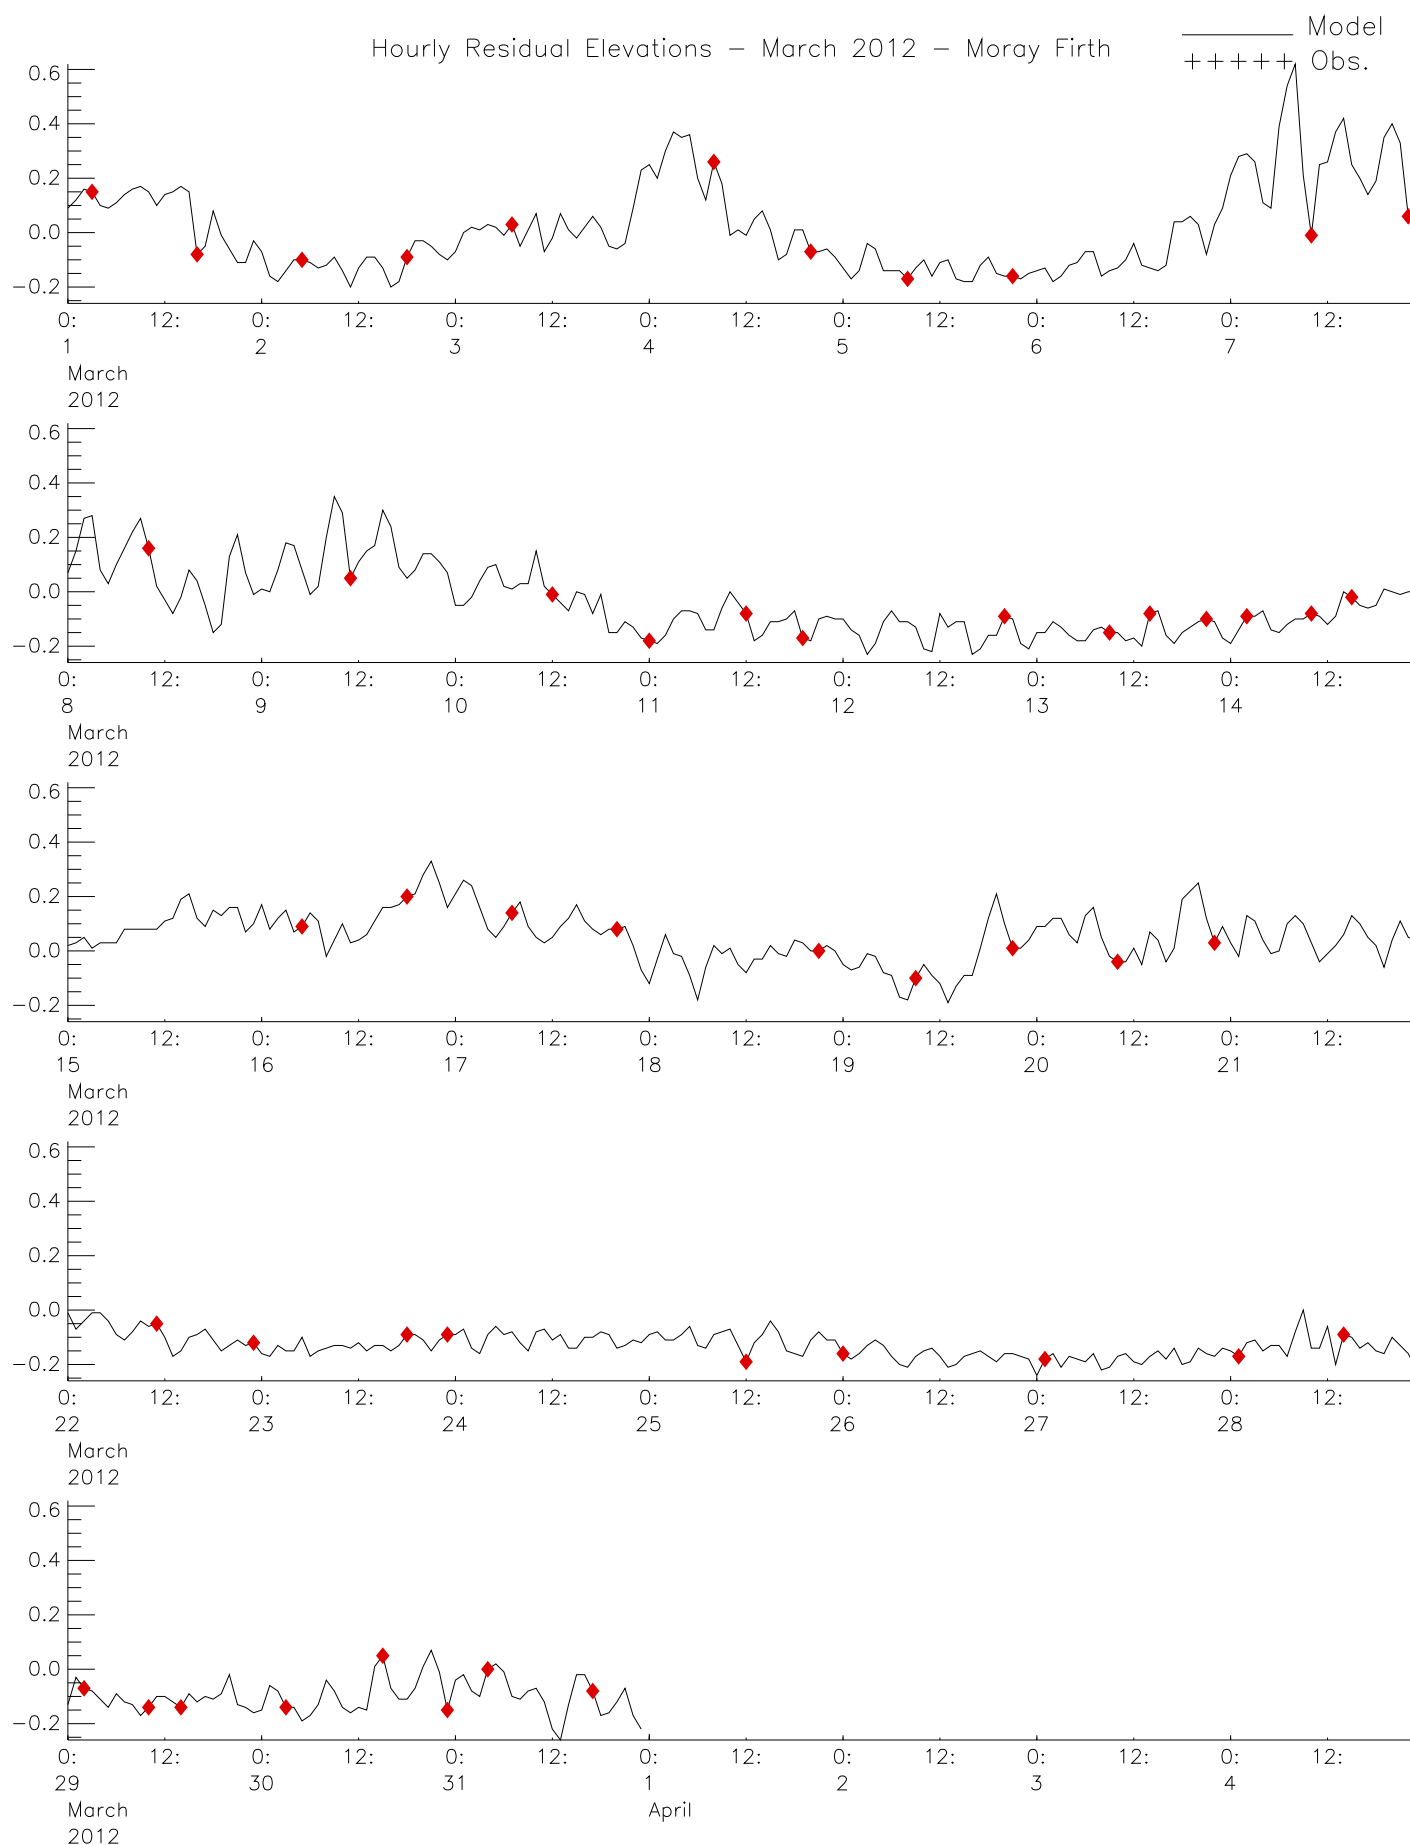 Hourly Residual Elevations – March 2012 – Moray Firth
Model
+++++ Obs.
0.6
0.4
0.2
0.0
−0.2
0: 12: 0: 12: 0: 12: 0: 12: 0: 12: 0: 12: 0: 12:
1 2 3 4 5 6 7
March
2012
0.6
0.4
0.2
0.0
−0.2
0: 12: 0: 12: 0: 12: 0: 12: 0: 12: 0: 12: 0: 12:
8 9 10 11 12 13 14
March
2012
0.6
0.4
0.2
0.0
−0.2
0: 12: 0: 12: 0: 12: 0: 12: 0: 12: 0: 12: 0: 12:
15 16 17 18 19 20 21
March
2012
0.6
0.4
0.2
0.0
−0.2
0: 12: 0: 12: 0: 12: 0: 12: 0: 12: 0: 12: 0: 12:
22 23 24 25 26 27 28
March
2012
0.6
0.4
0.2
0.0
−0.2
0: 12: 0: 12: 0: 12: 0: 12: 0: 12: 0: 12: 0: 12:
29 30 31 1 2 3 4
March April
2012